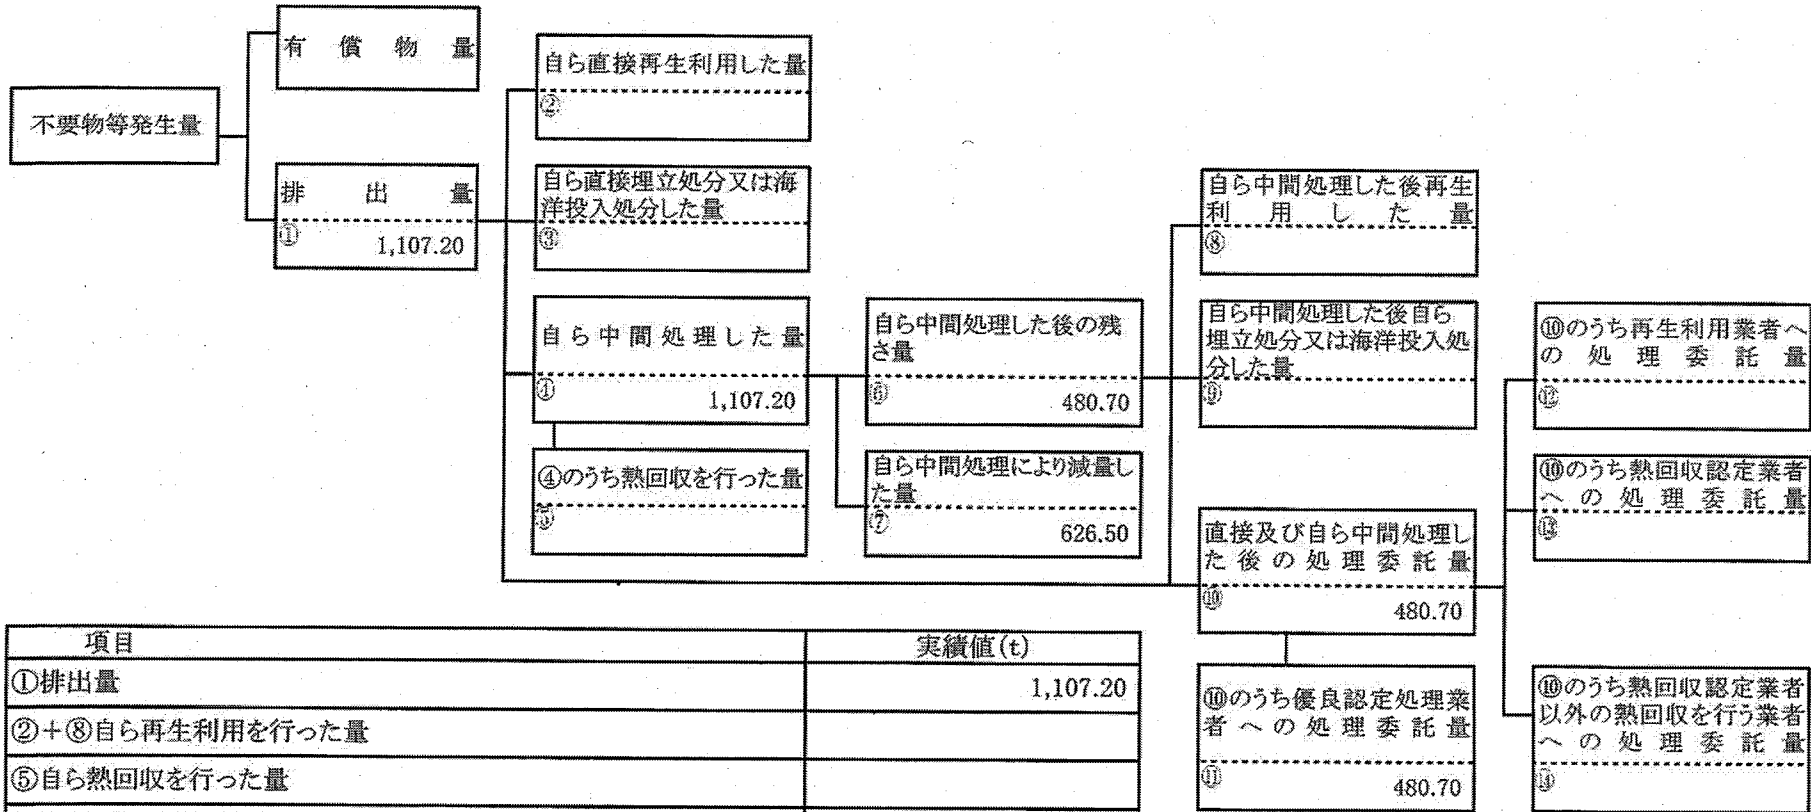 不要物等発生量
有償物量
排出量
①
1,107.20
自ら直接再生利用した量
②
自ら直接埋立処分又は海
洋投入処分した量
③
自ら中間処理した量
④
1,107.20
④のうち熱回収を行った量
⑤
自ら中間処理した後の残
さ量
⑥
480.70
自ら中間処理により減量し
た量
⑦
626.50
自ら中間処理した後再生
利用した量
⑧
自ら中間処理した後自ら
埋立処分又は海洋投入処
分した量
⑨
直接及び自ら中間処理し
た後の処理委託量
⑩
480.70
⑩のうち優良認定処理業
者への処理委託量
⑪
480.70
⑩のうち再生利用業者へ
の処理委託量
⑫
⑩のうち熱回収認定業者
への処理委託量
⑬
⑩のうち熱回収認定業者
以外の熱回収を行う業者
への処理委託量
⑭
項目
実績値(t)
①排出量
1,107.20
②+⑧自ら再生利用を行った量
⑤自ら熱回収を行った量